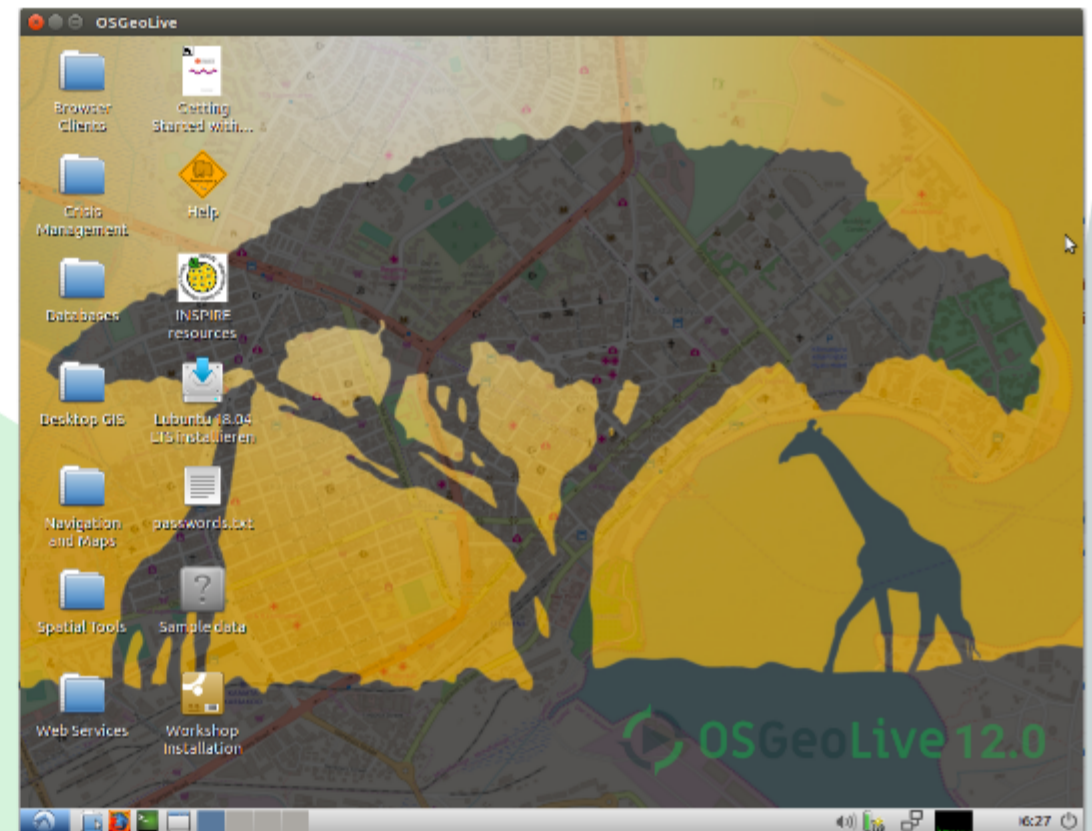 OSGeoLive
Browser
Clients
Getting
Started with...
Crisis
Management
Help
Databases
INSPIRE
resources
Desktop GIS
Lubuntu 18.04
LTS installieren
Navigation
and Maps
passwords.txt
Spatial Tools
Sample data
Web Services
Workshop
Installation
OSGeoLive 12.0
16:27